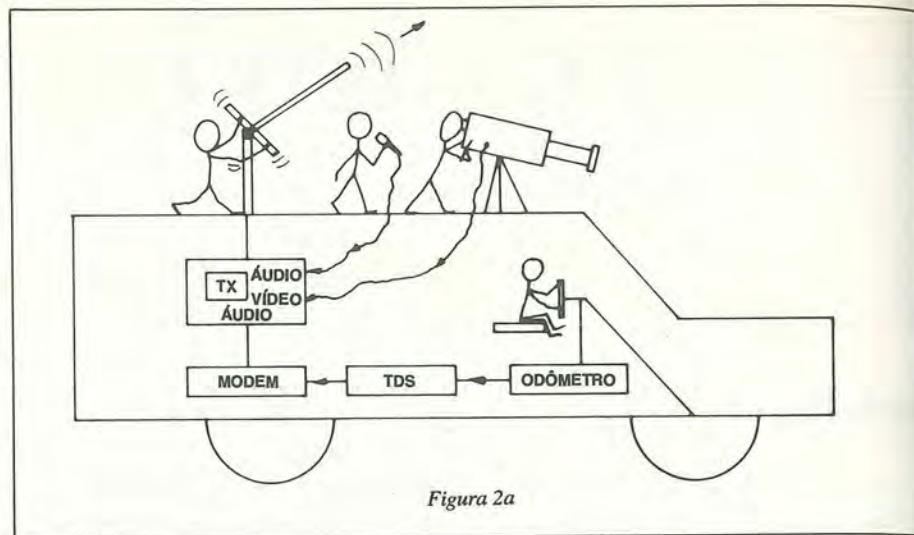 ÁUDIO
TX
VÍDEO
ÁUDIO
MODEM
TDS
ODÔMETRO
Figura 2a